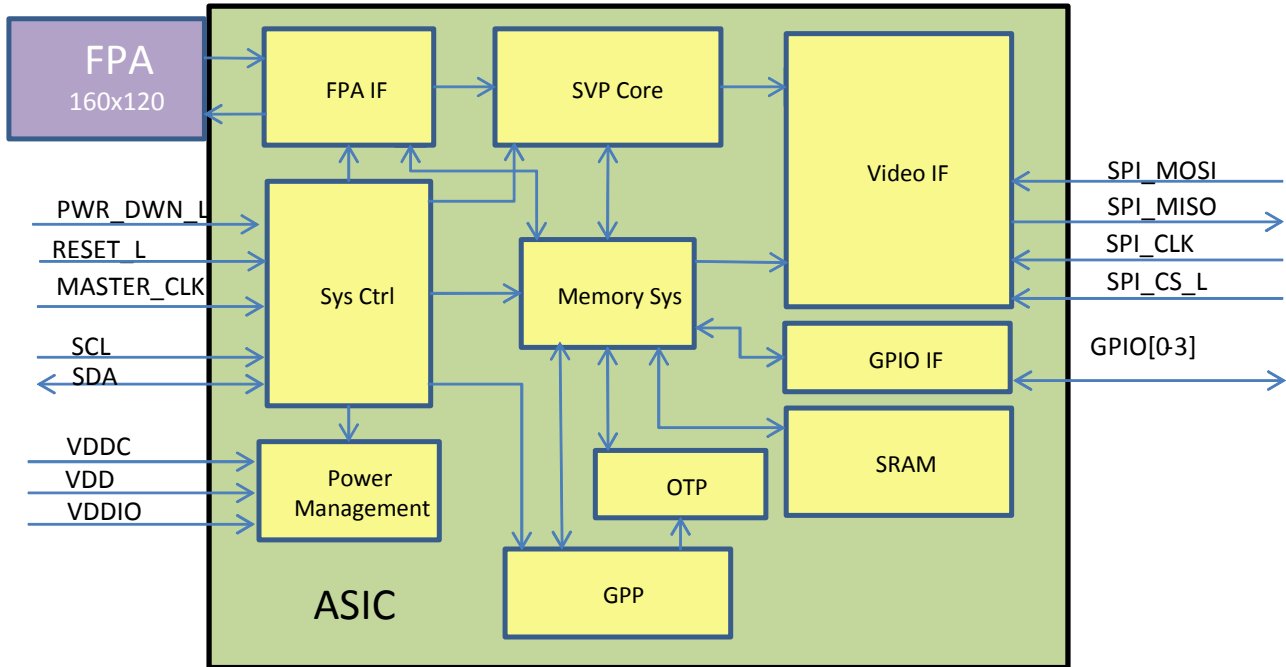 FPA
160x120
FPA IF
SVP Core
Video IF
SPI_MOSI
SPI_MISO
SPI_CLK
SPI_CS_L
PWR_DWN_L
RESET_L
MASTER_CLK
Sys Ctrl
Memory Sys
SCL
SDA
GPIO IF
GPIO[0-3]
VDDC
VDD
VDDIO
Power
Management
OTP
SRAM
GPP
ASIC